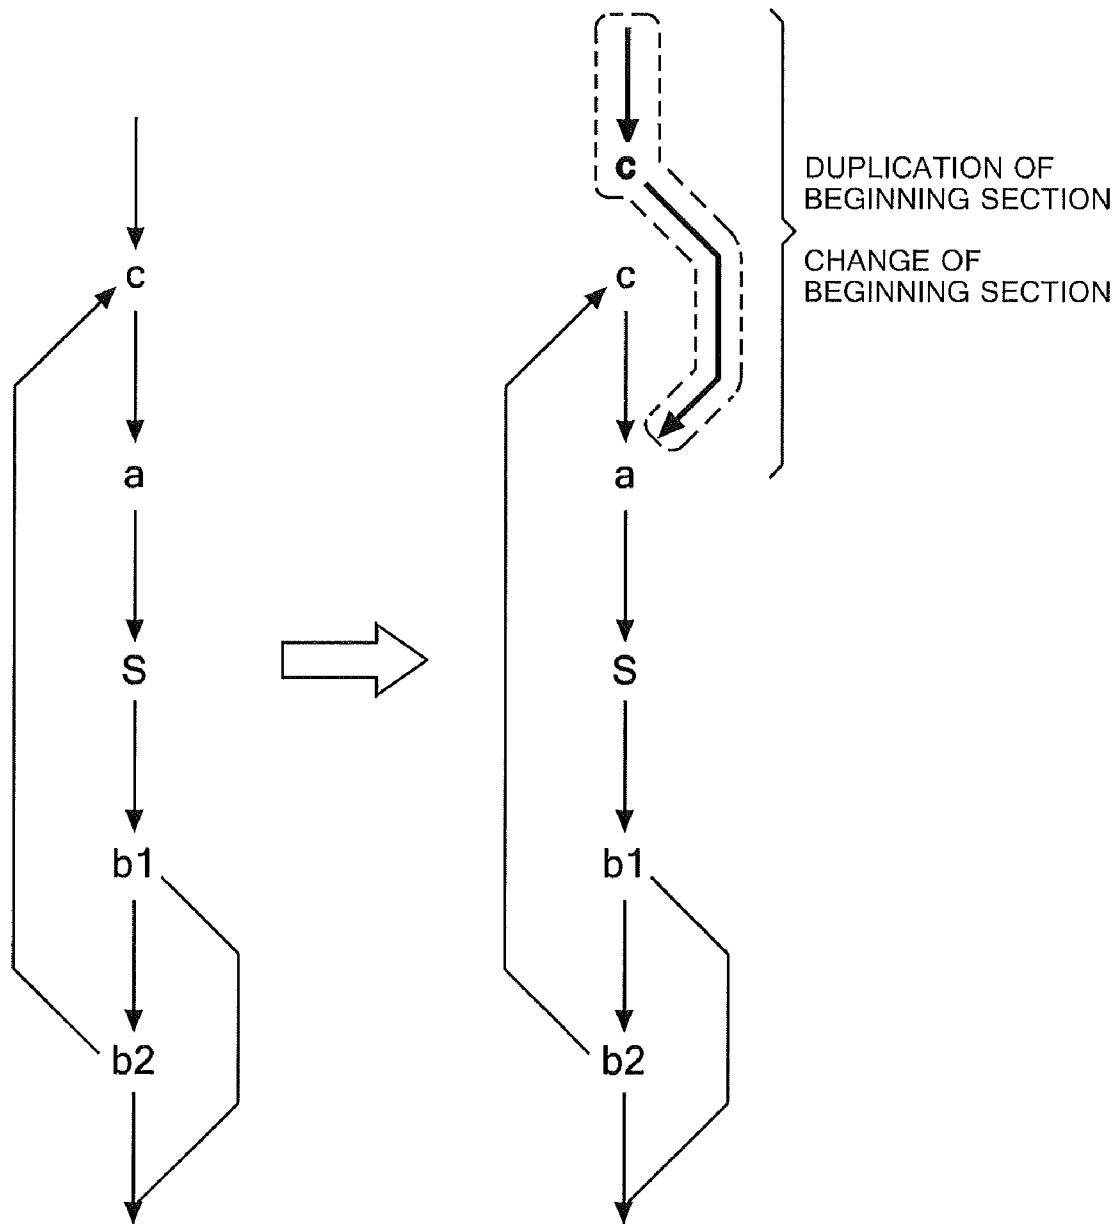 c
a
S
b1
b2
c
c
a
S
b1
b2
DUPLICATION OF
BEGINNING SECTION
CHANGE OF
BEGINNING SECTION